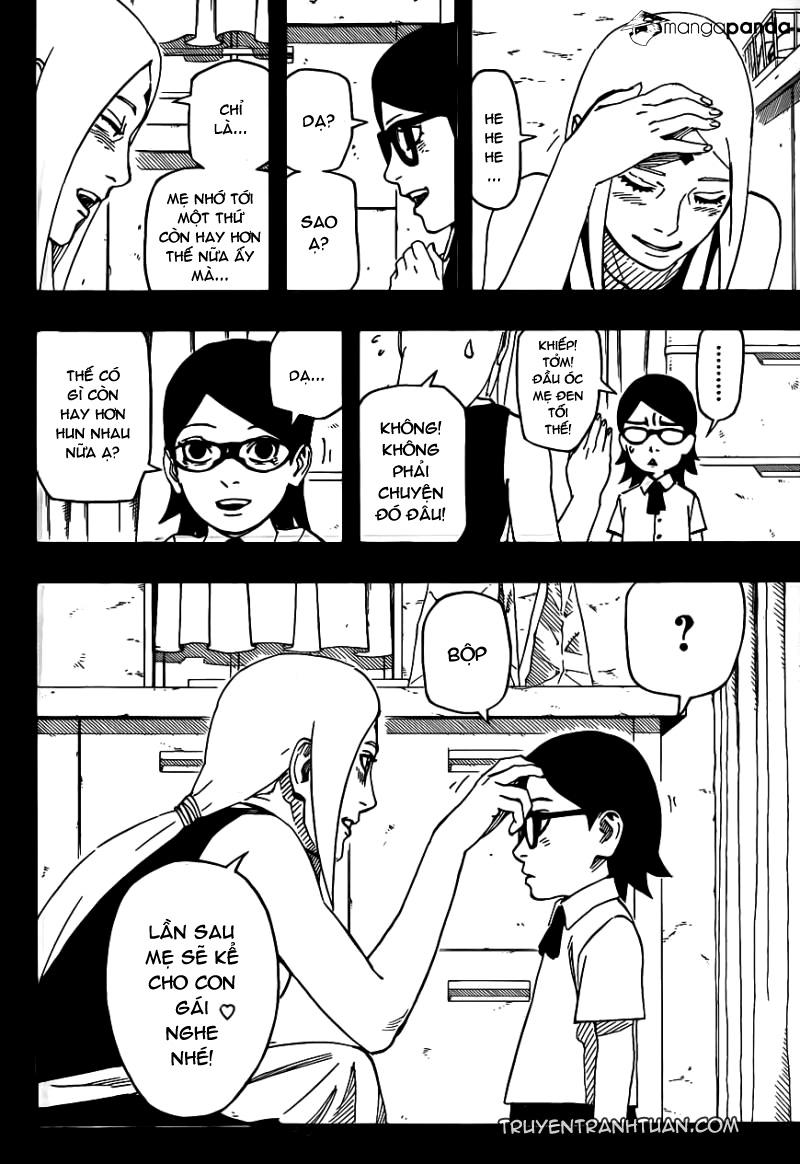 mangapanda
HE
HE
HE
...
DẠ?
SAO
Ạ?
CHỈ
LÀ...
MẸ NHỚ TỚI
MỘT THỨ
CÒN HAY HƠN
THẾ NỮA ẤY
MÀ...
........
KHIẾP!
TỞM!
ĐẦU ÓC
MẸ ĐEN
TỐI
THẾ!
KHÔNG!
KHÔNG
PHẢI
CHUYỆN
ĐÓ ĐÂU!
DẠ...
THẾ CÓ
GÌ CÒN
HAY HƠN
HUN NHAU
NỮA Ạ?
?
BỘP
LẦN SAU
MẸ SẼ KỂ
CHO CON
GÁI ♡
NGHE
NHÉ!
TRUYENTRANHTUAN.COM